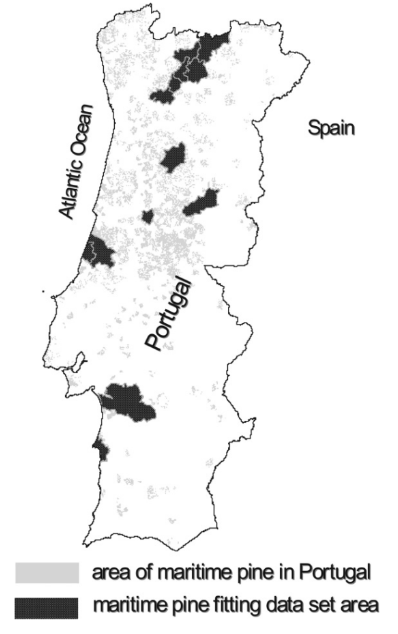 Spain
Atlantic Ocean
Portugal
area of maritime pine in Portugal
maritime pine fitting data set area